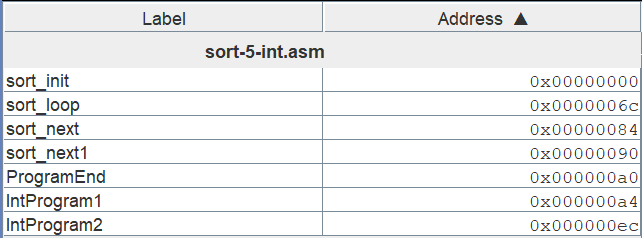 Label Address ▲
sort-5-int.asm
sort_init 0x00000000
sort_loop 0x0000006c
sort_next 0x00000084
sort_next1 0x00000090
ProgramEnd 0x000000a0
IntProgram1 0x000000a4
IntProgram2 0x000000ec